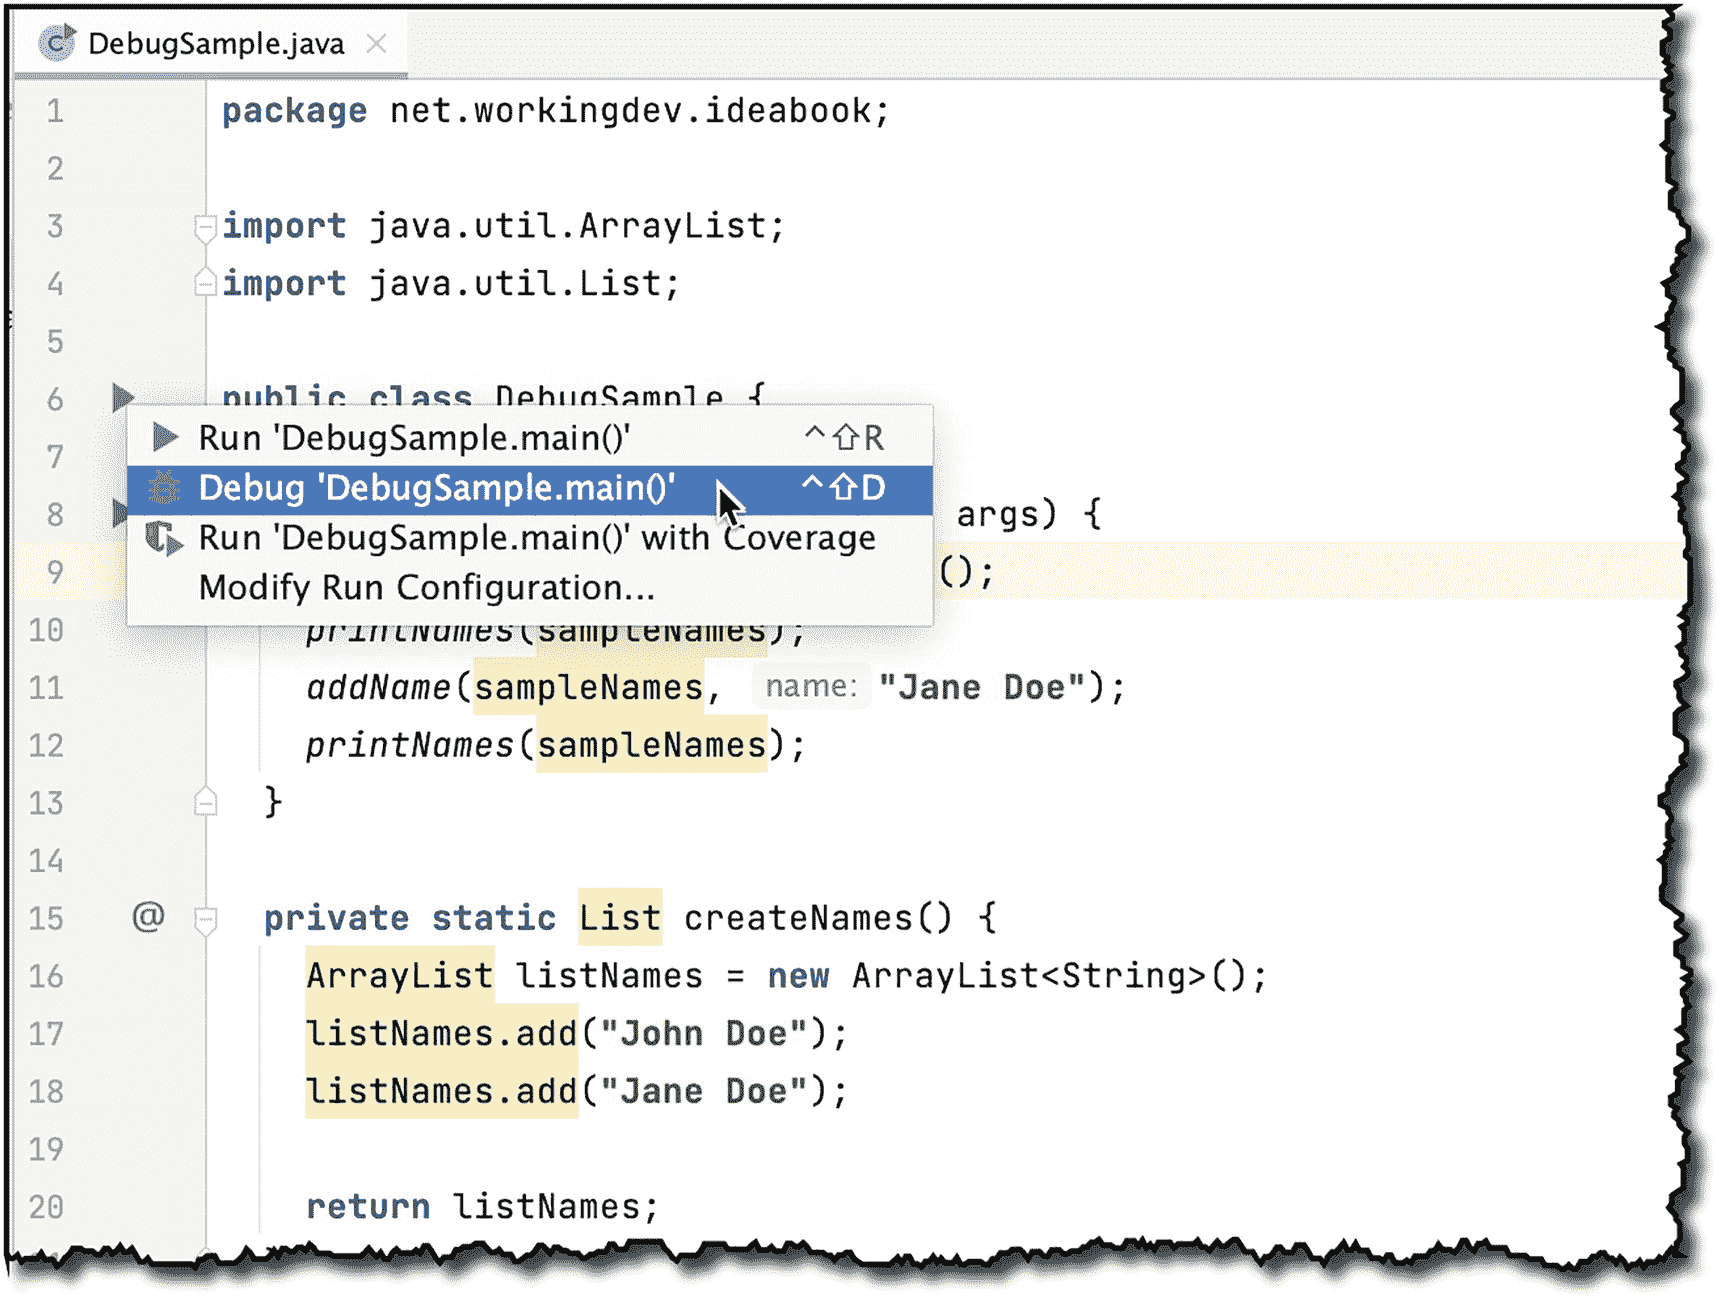 DebugSample.java
1 package net.workingdev.ideabook;
2
3 import java.util.ArrayList;
4 import java.util.List;
5
6 public class DebugSample {
Run 'DebugSample.main()' ^⇧R
7
Debug 'DebugSample.main()' ^⇧D
8 args) {
Run 'DebugSample.main()' with Coverage
9 ();
Modify Run Configuration...
10 printNames(sampleNames);
11 addName(sampleNames, name: "Jane Doe");
12 printNames(sampleNames);
13 }
14
15 @ private static List createNames() {
16 ArrayList listNames = new ArrayList<String>();
17 listNames.add("John Doe");
18 listNames.add("Jane Doe");
19
20 return listNames;